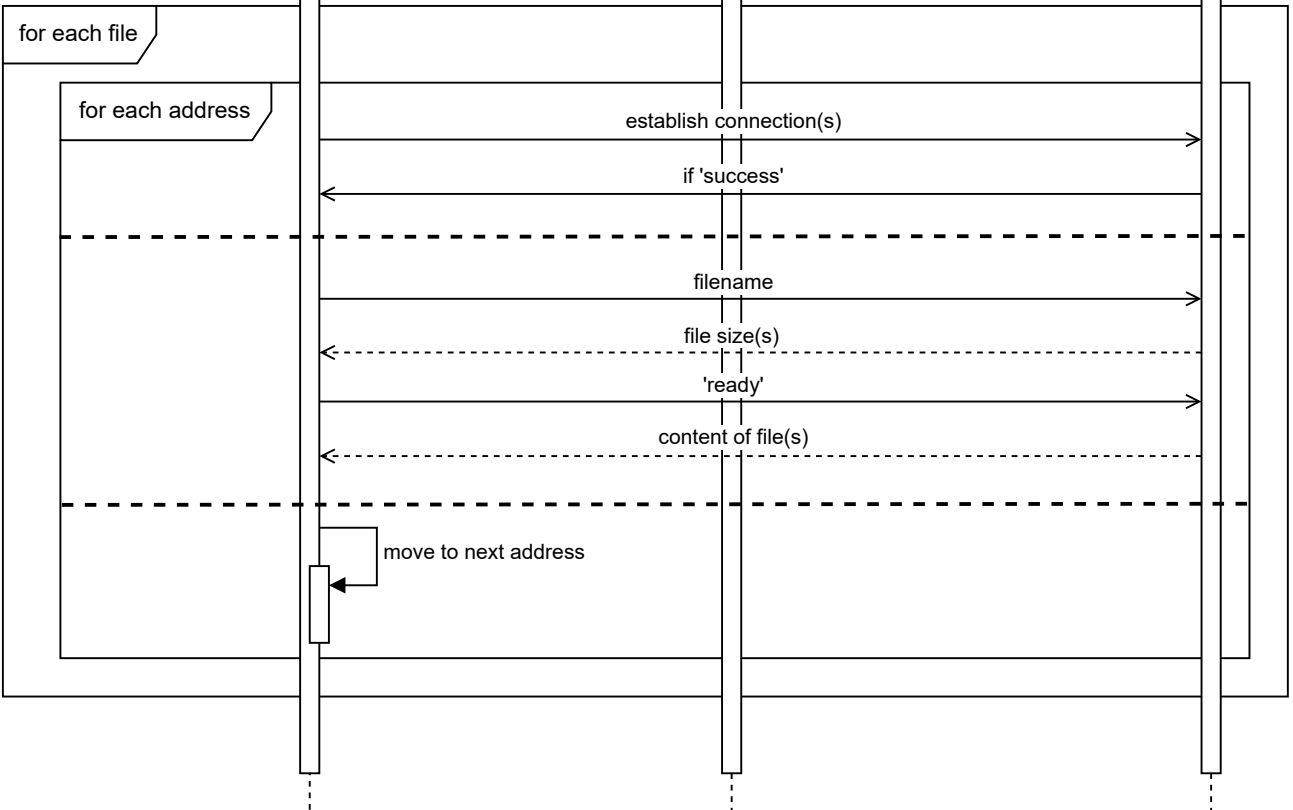 for each file
for each address
establish connection(s)
if 'success'
filename
file size(s)
'ready'
content of file(s)
move to next address